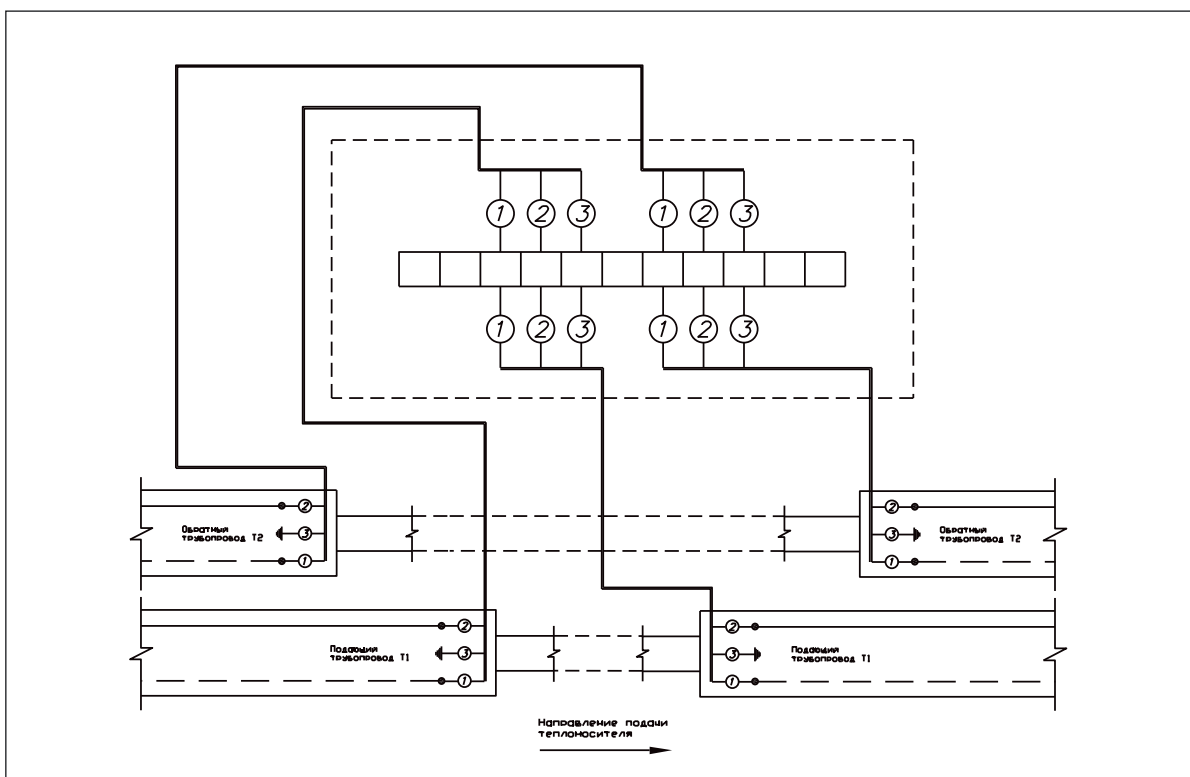 1 2 3 1 2 3
1 2 3 1 2 3
2
Обратный
трубопровод Т2
3
1
2
3
Обратный
трубопровод Т2
1
2
Подающий
трубопровод Т1
3
1
2
3
Подающий
трубопровод Т1
1
Направление подачи
теплоносителя